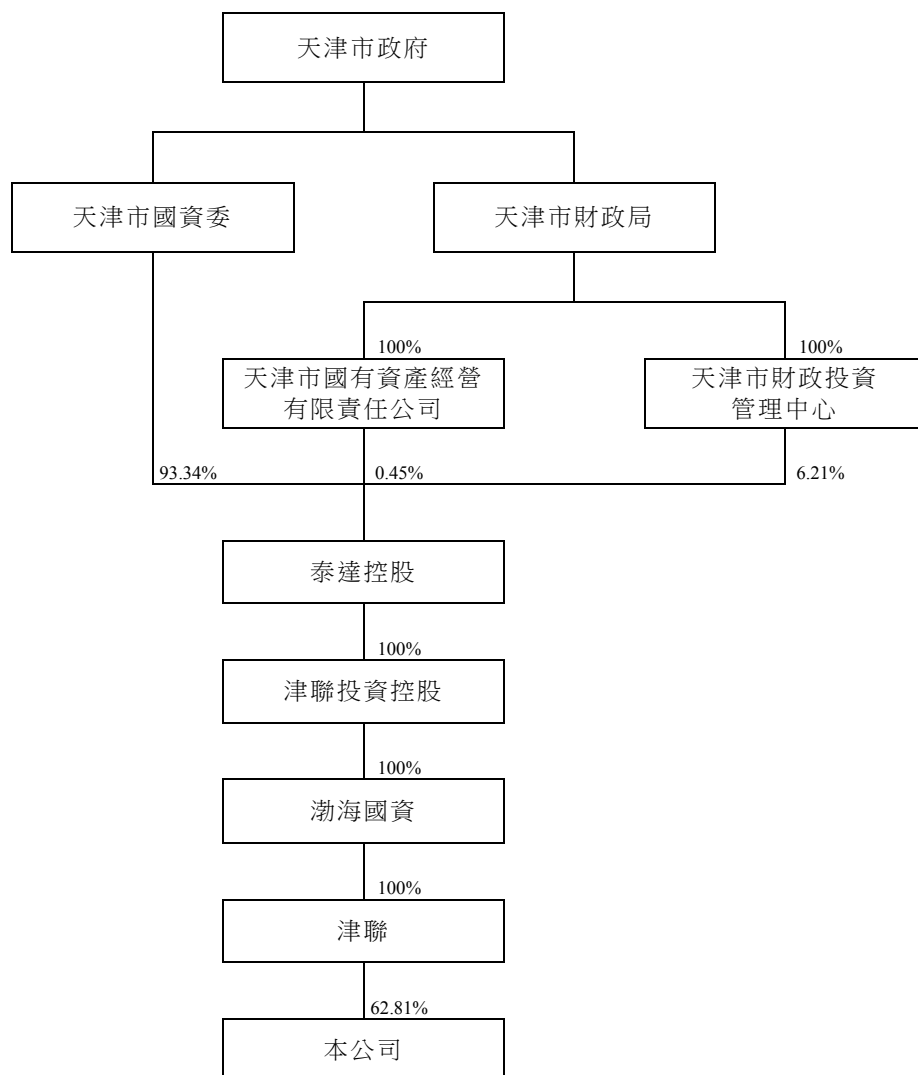 天津市政府
天津市國資委
天津市財政局
100%
100%
天津市國有資產經營
有限責任公司
天津市財政投資
管理中心
93.34%
0.45%
6.21%
泰達控股
100%
津聯投資控股
100%
渤海國資
100%
津聯
62.81%
本公司